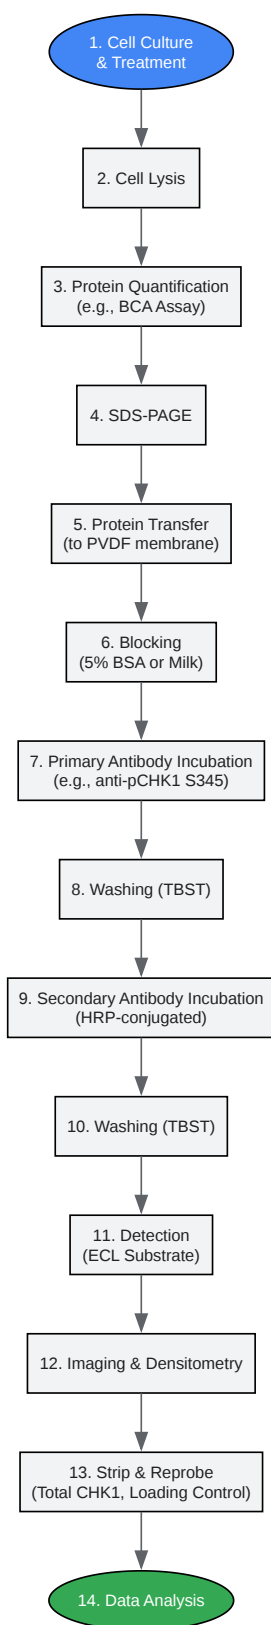 1. Cell Culture
& Treatment
2. Cell Lysis
3. Protein Quantification
(e.g., BCA Assay)
4. SDS-PAGE
5. Protein Transfer
(to PVDF membrane)
6. Blocking
(5% BSA or Milk)
7. Primary Antibody Incubation
(e.g., anti-pCHK1 S345)
8. Washing (TBST)
9. Secondary Antibody Incubation
(HRP-conjugated)
10. Washing (TBST)
11. Detection
(ECL Substrate)
12. Imaging & Densitometry
13. Strip & Reprobe
(Total CHK1, Loading Control)
14. Data Analysis